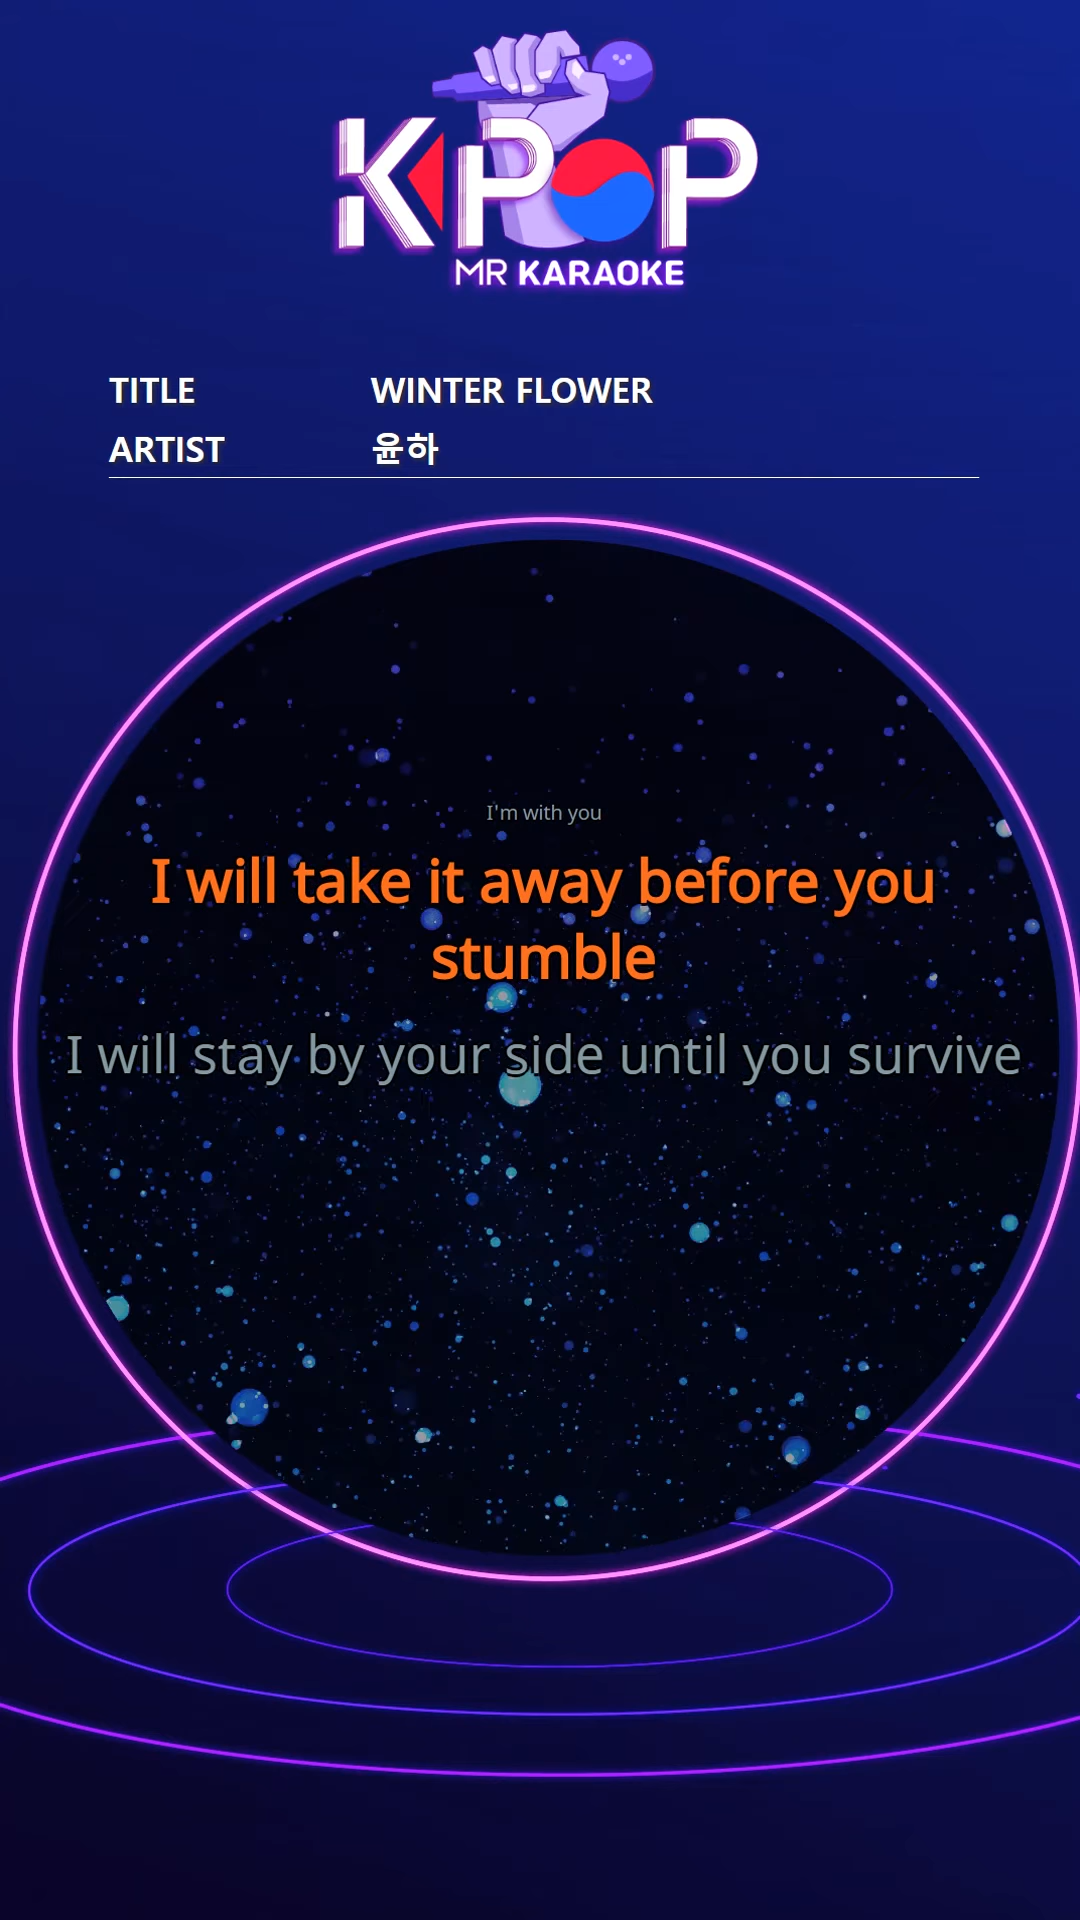 KPOP
MR KARAOKE
TITLE WINTER FLOWER
ARTIST 윤하
I'm with you
I will take it away before you
stumble
I will stay by your side until you survive